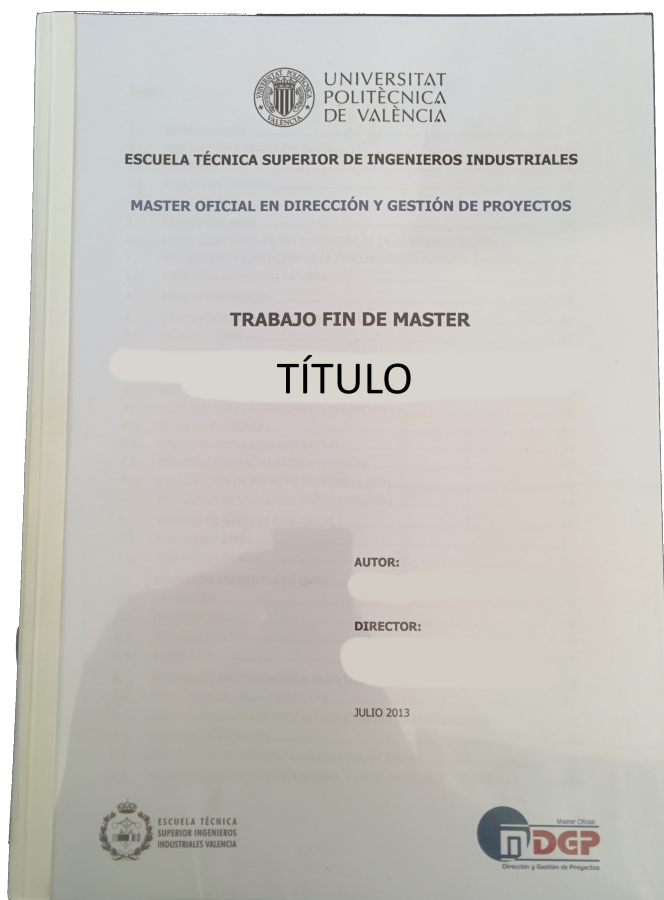 UNIVERSITAT
POLITÈCNICA
DE VALÈNCIA
ESCUELA TÉCNICA SUPERIOR DE INGENIEROS INDUSTRIALES
MASTER OFICIAL EN DIRECCIÓN Y GESTIÓN DE PROYECTOS
TRABAJO FIN DE MASTER
TÍTULO
AUTOR:
DIRECTOR:
JULIO 2013
ESCUELA TÉCNICA
SUPERIOR INGENIEROS
INDUSTRIALES VALENCIA
Master Oficial
DGP
Dirección y Gestión de Proyectos